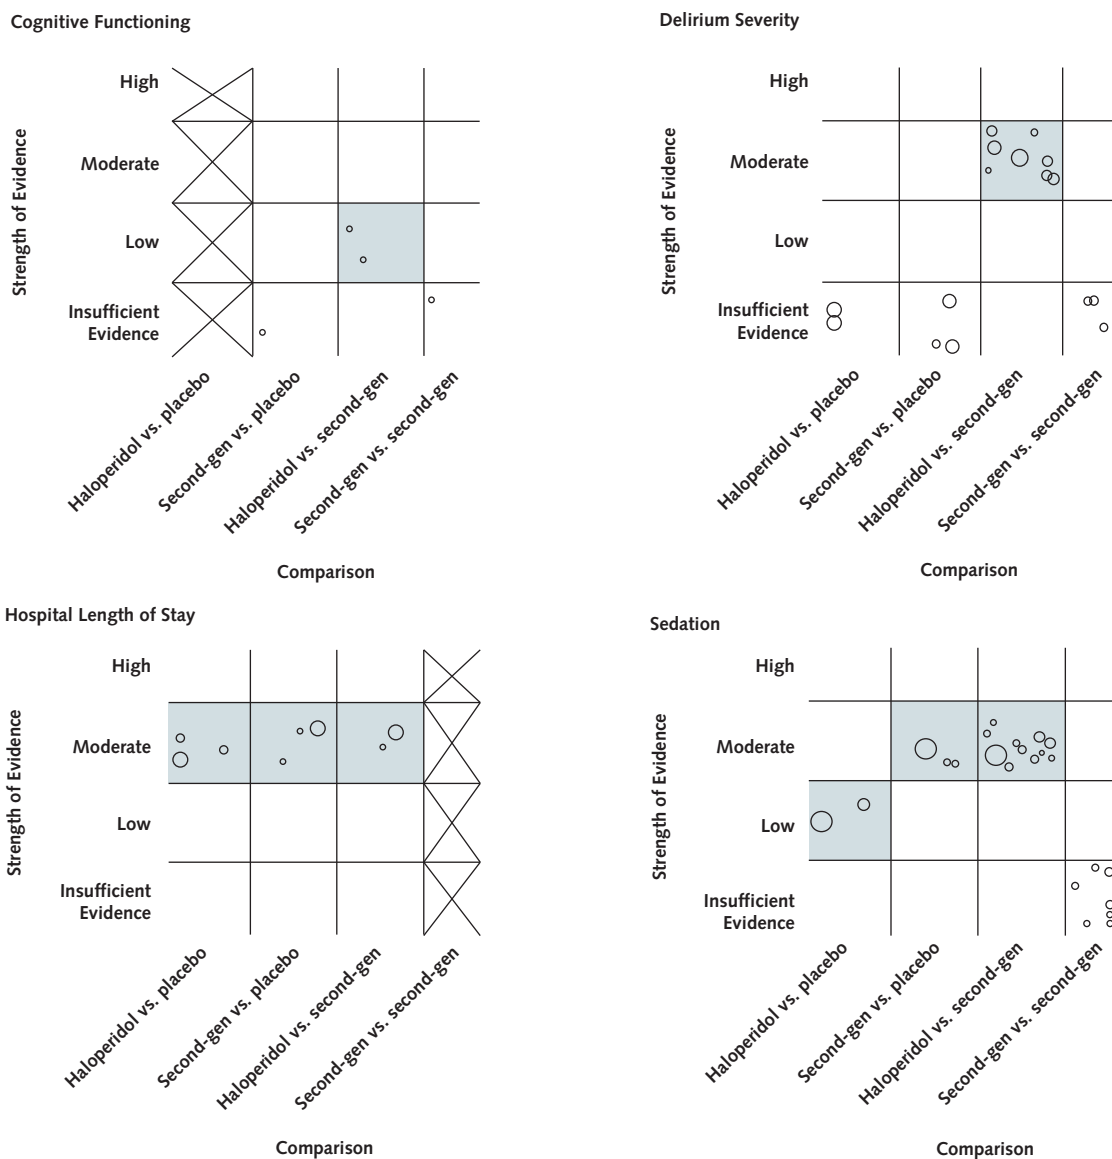 Cognitive Functioning
Strength of Evidence
High
Moderate
Low
Insufficient
Evidence
Haloperidol vs. placebo
Second-gen vs. placebo
Haloperidol vs. second-gen
Second-gen vs. second-gen
Comparison
Delirium Severity
Strength of Evidence
High
Moderate
Low
Insufficient
Evidence
Haloperidol vs. placebo
Second-gen vs. placebo
Haloperidol vs. second-gen
Second-gen vs. second-gen
Comparison
Hospital Length of Stay
Strength of Evidence
High
Moderate
Low
Insufficient
Evidence
Haloperidol vs. placebo
Second-gen vs. placebo
Haloperidol vs. second-gen
Second-gen vs. second-gen
Comparison
Sedation
Strength of Evidence
High
Moderate
Low
Insufficient
Evidence
Haloperidol vs. placebo
Second-gen vs. placebo
Haloperidol vs. second-gen
Second-gen vs. second-gen
Comparison